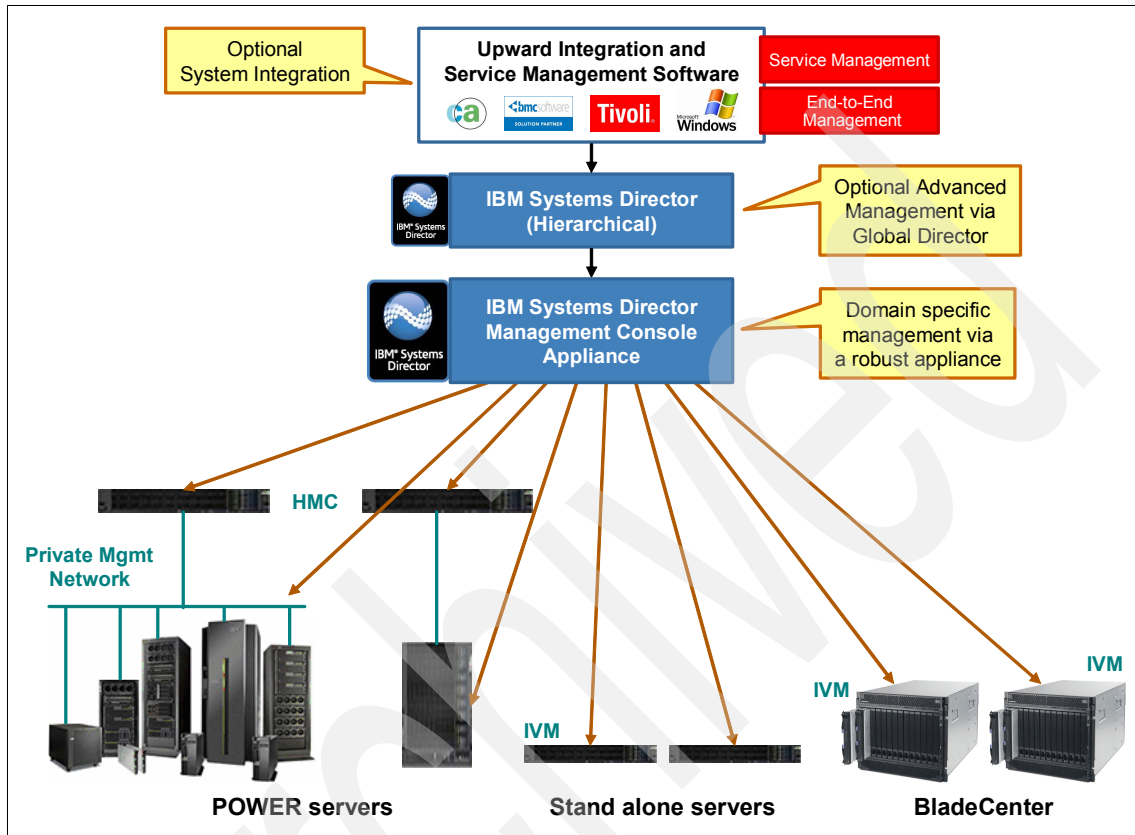 Optional
System Integration
Upward Integration and
Service Management Software
ca
bmcsoftware
SOLUTION PARTNER
Tivoli
Microsoft
Windows
Service Management
End-to-End
Management
IBM® Systems
Director
IBM Systems Director
(Hierarchical)
Optional Advanced
Management via
Global Director
IBM® Systems
Director
IBM Systems Director
Management Console
Appliance
Domain specific
management via
a robust appliance
HMC
Private Mgmt
Network
IVM
IVM
IVM
POWER servers
Stand alone servers
BladeCenter
Archived